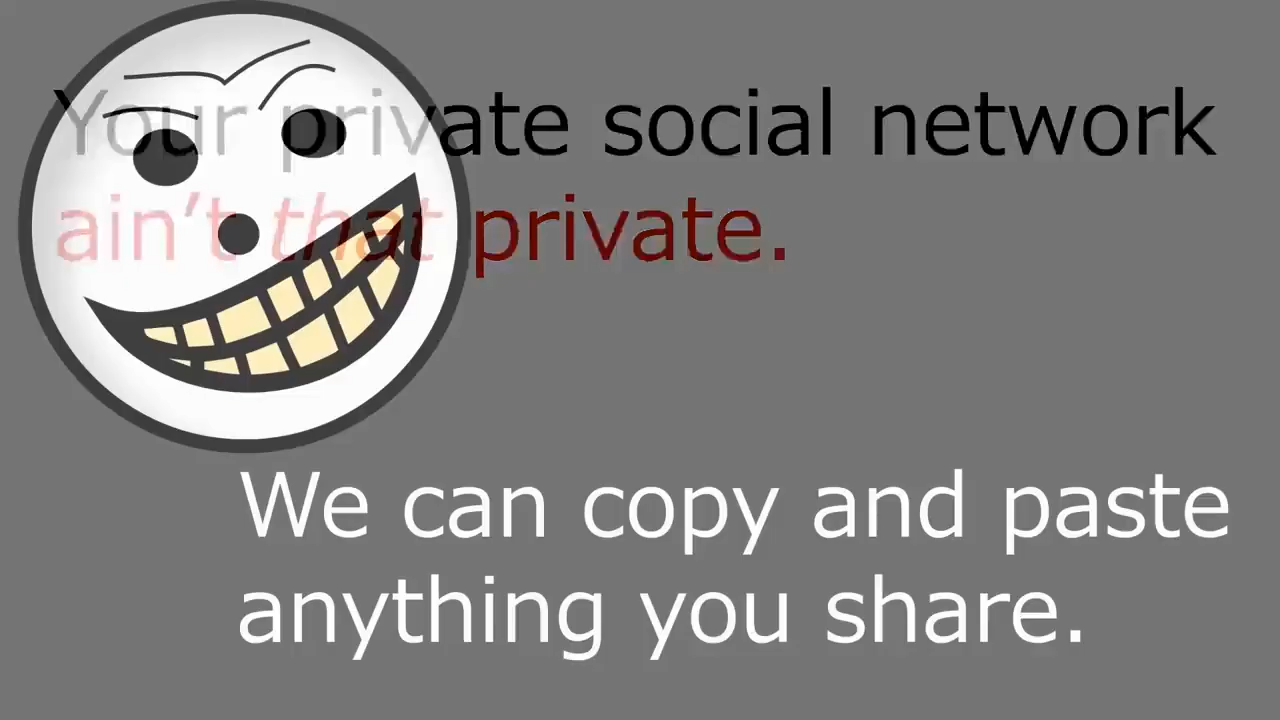 Your private social network
ain’t that private.
We can copy and paste
anything you share.